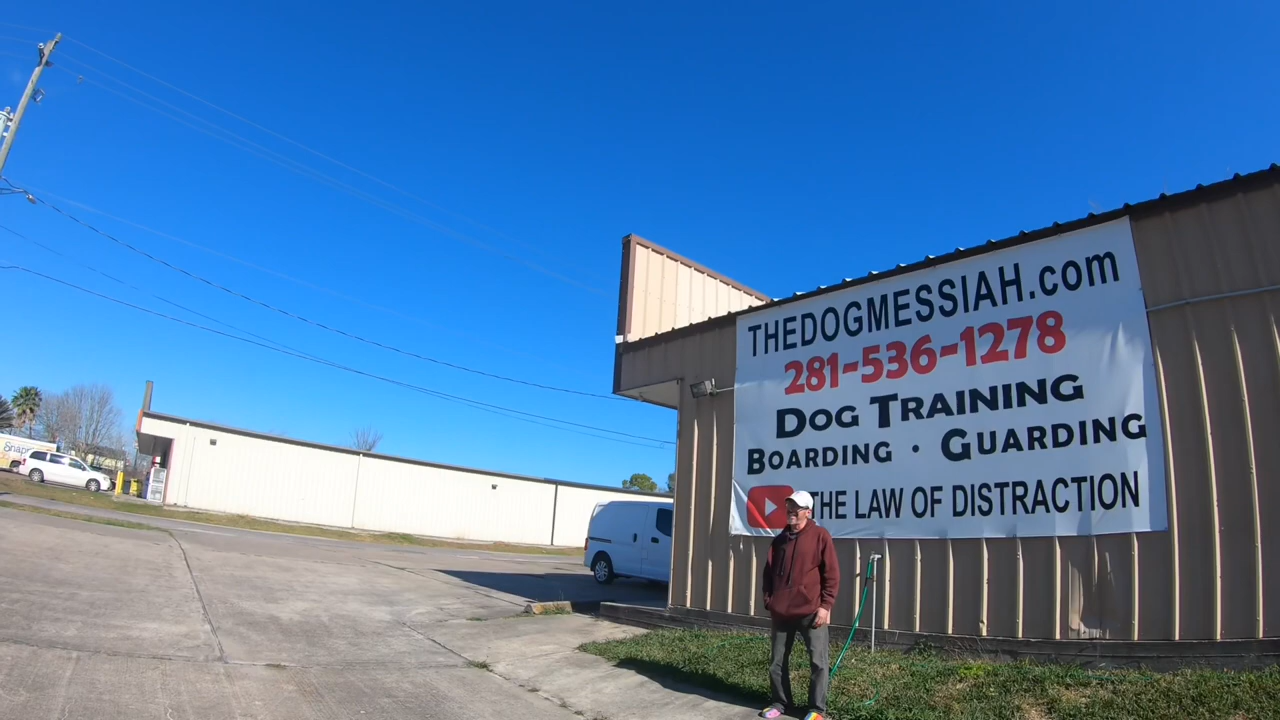 THEDOGMESSIAH.com
281-536-1278
DOG TRAINING
BOARDING · GUARDING
THE LAW OF DISTRACTION